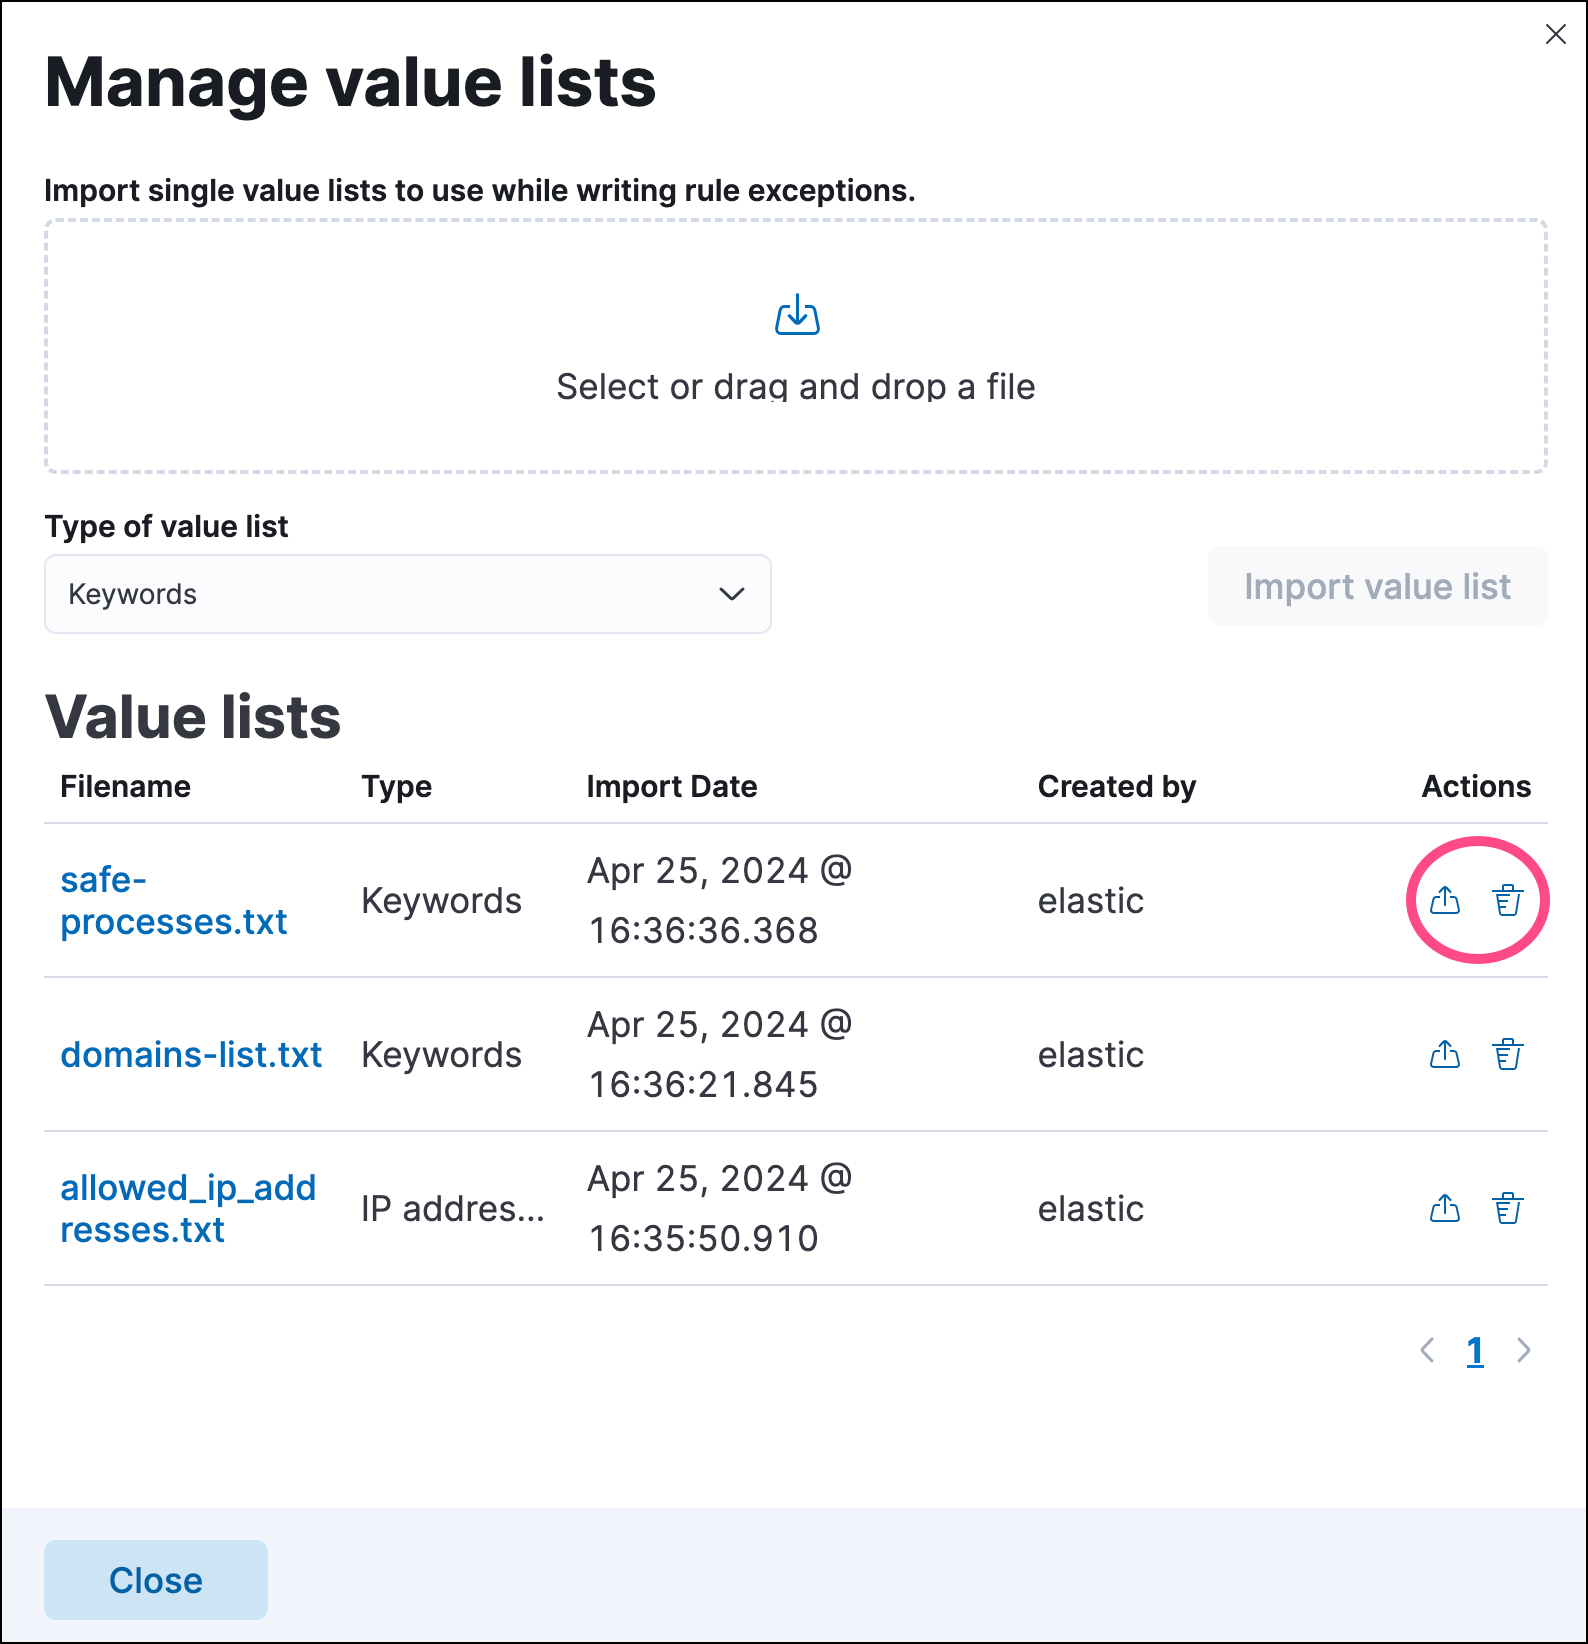 Manage value lists
Import single value lists to use while writing rule exceptions.
Select or drag and drop a file
Type of value list
Keywords
Import value list
Value lists
Filename Type Import Date Created by Actions
safe-
processes.txt
Keywords
Apr 25, 2024 @
16:36:36.368
elastic
domains-list.txt
Keywords
Apr 25, 2024 @
16:36:21.845
elastic
allowed_ip_add
resses.txt
IP addres...
Apr 25, 2024 @
16:35:50.910
elastic
1
Close